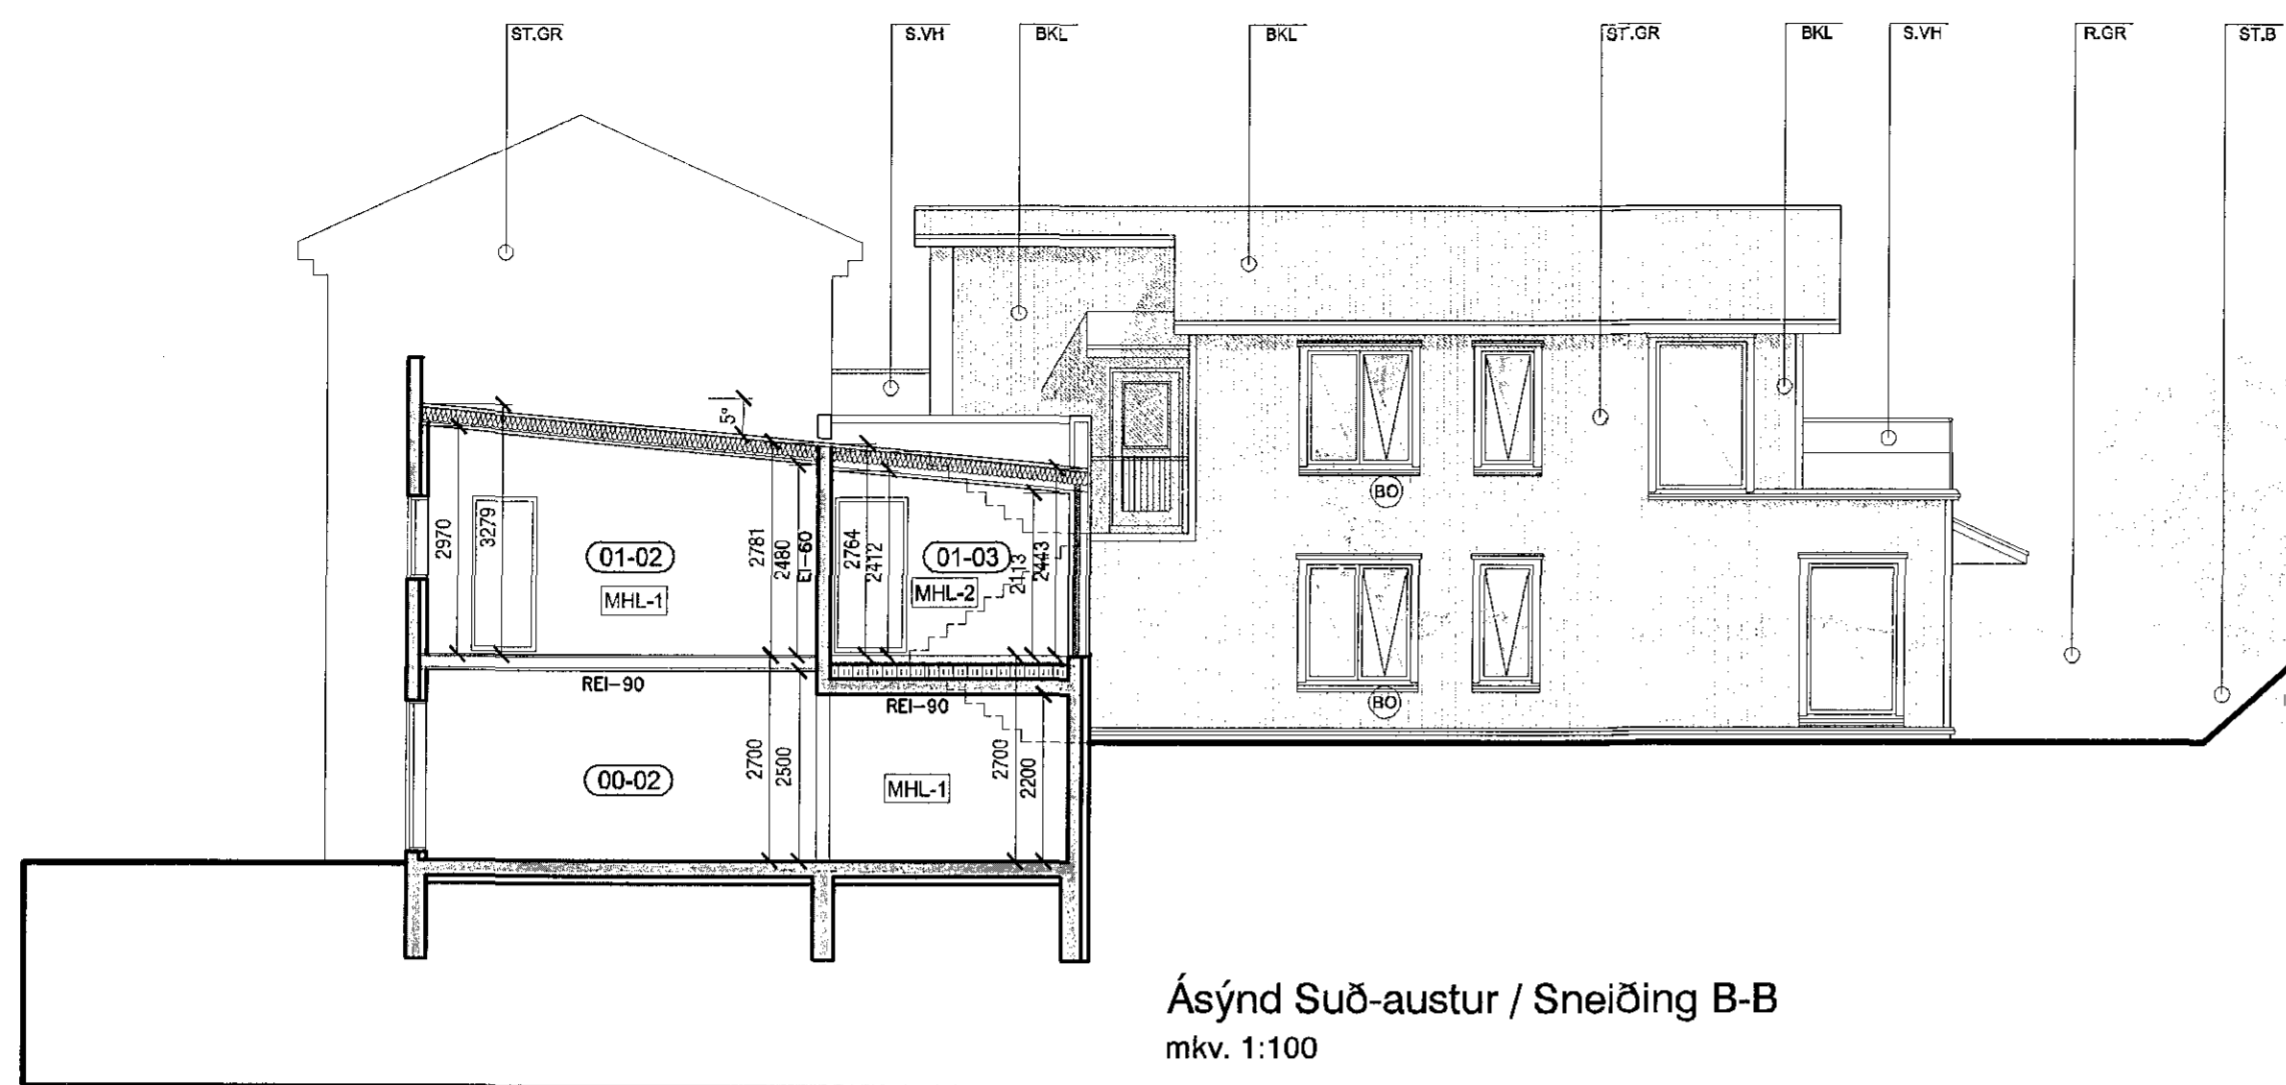 ST.GR
S.VH
BKL
BKL
ST.GR
BKL
S.VH
R.GR
ST.B
5°
2970
3279
01-02
MHL-1
2781
2480
EI-60
2764
2412
01-03
MHL-2
2113
2443
BO
REI-90
REI-90
BO
00-02
2700
2500
MHL-1
2700
2200
Ásýnd Suð-austur / Sneiðing B-B
mkv. 1:100